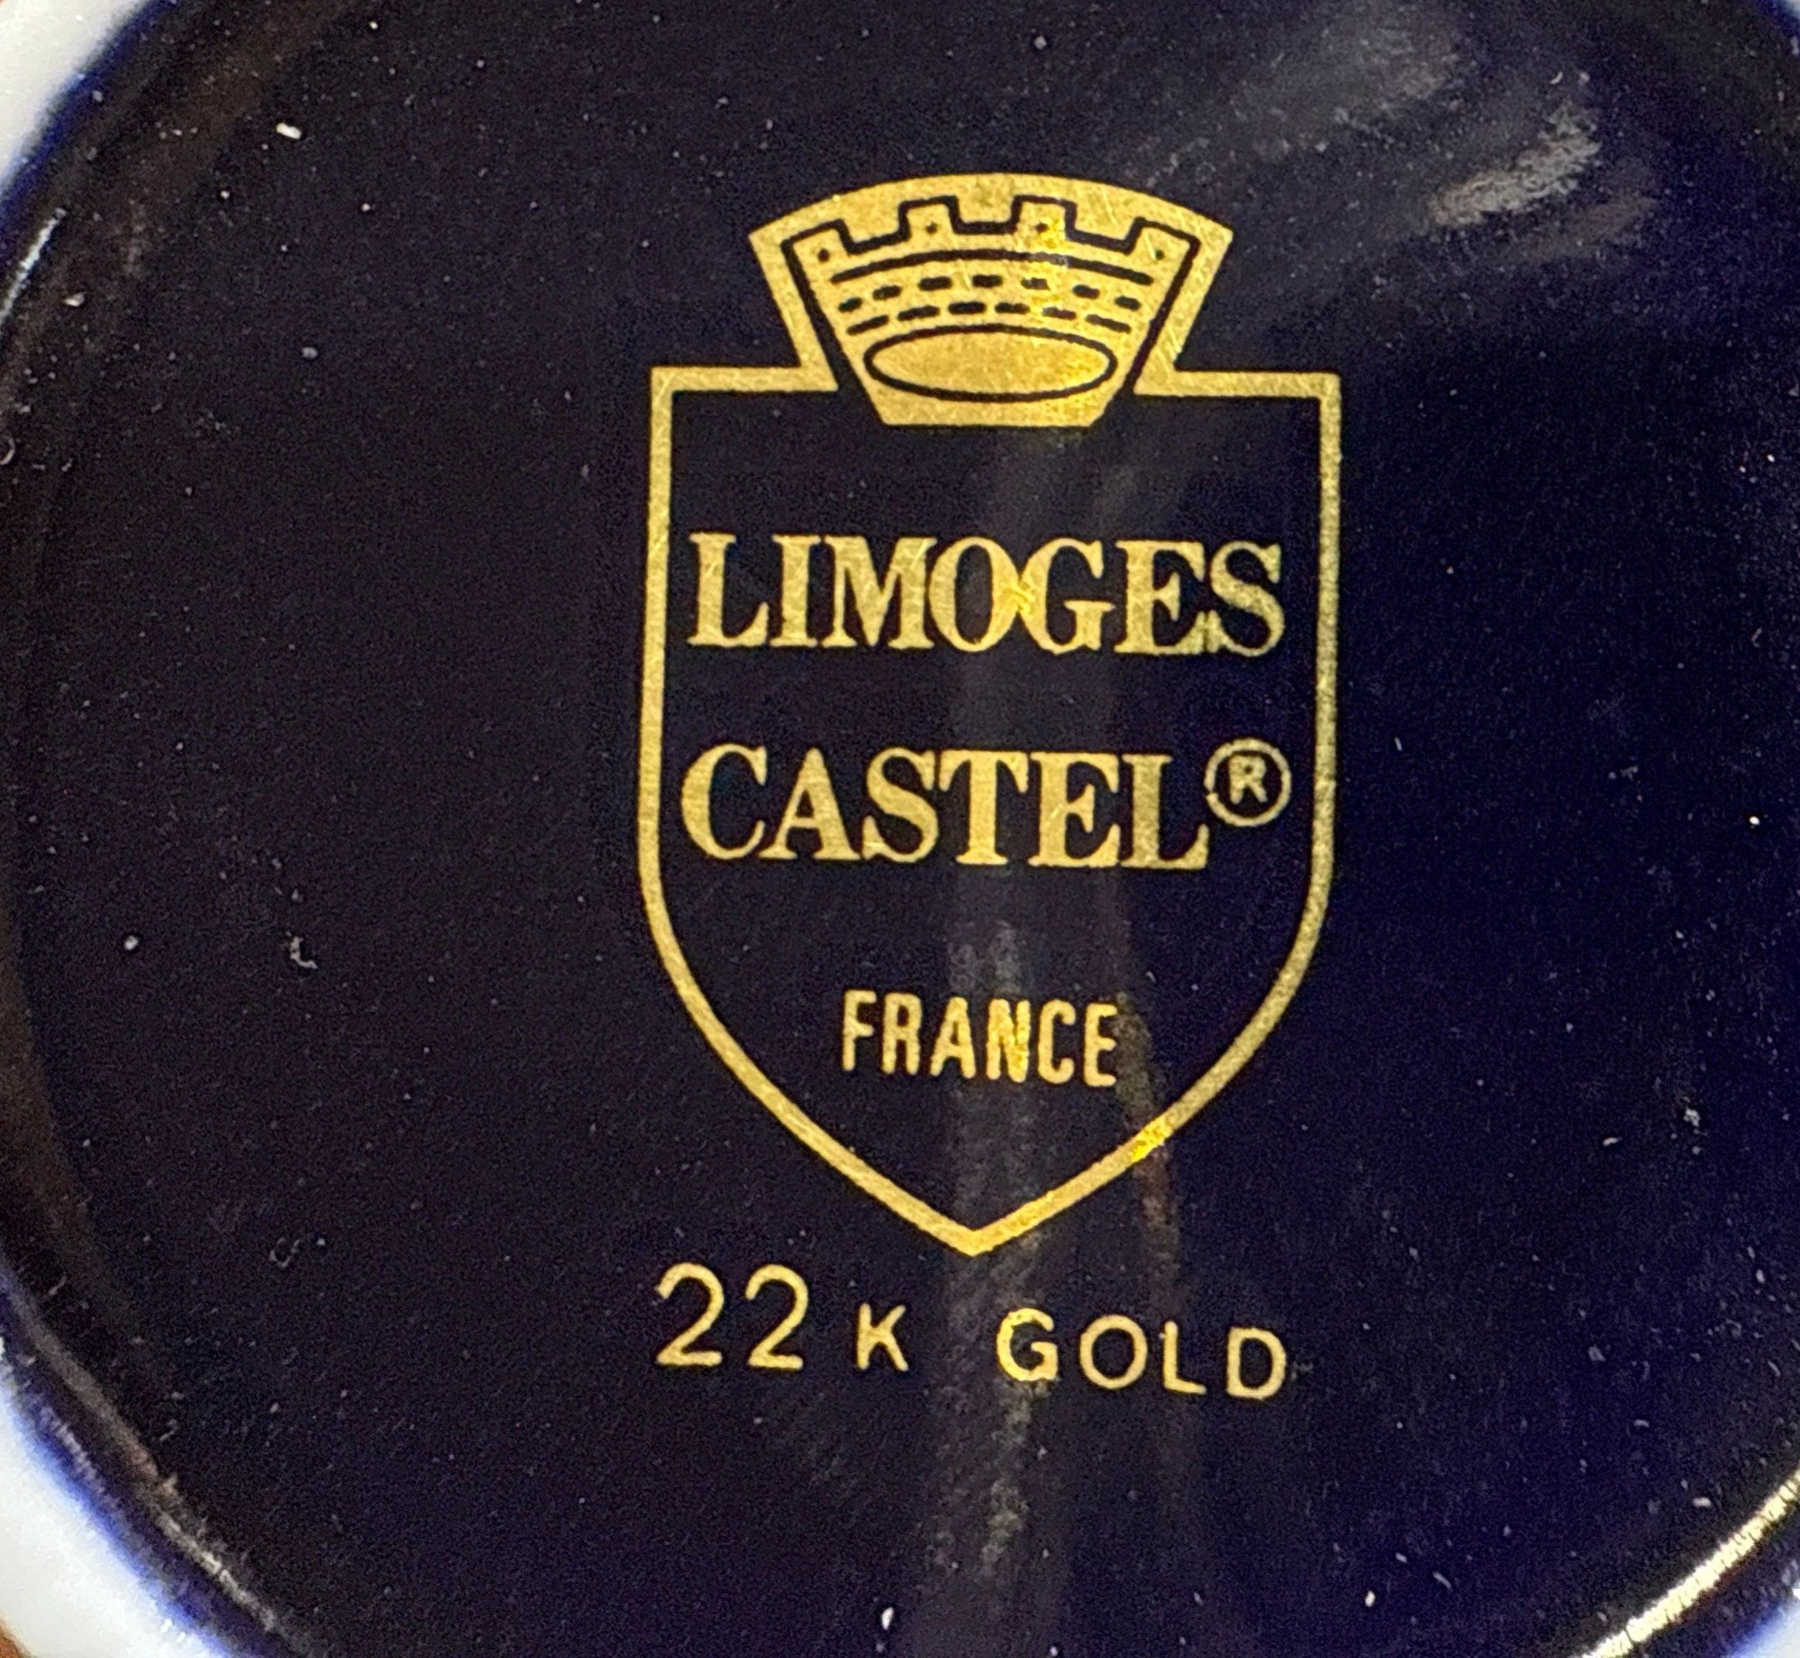 LIMOGES
CASTEL®
FRANCE
22 K GOLD